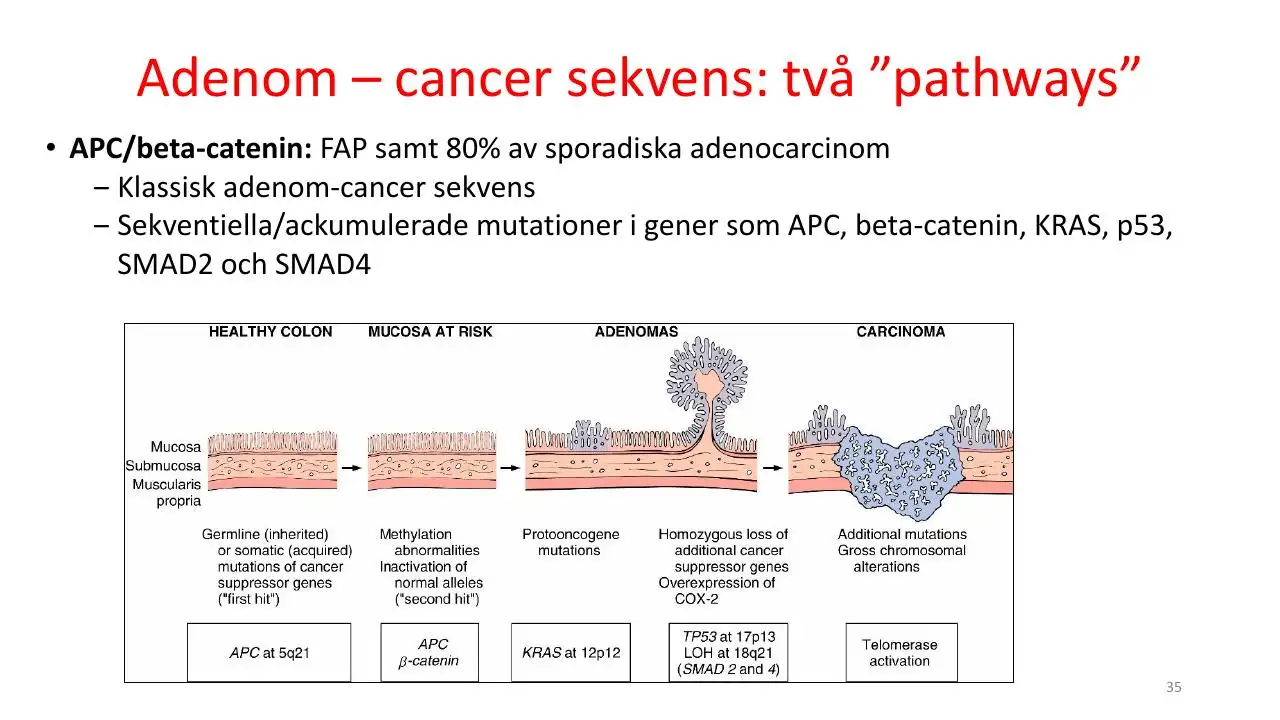 Adenom – cancer sekvens: två ”pathways”
• APC/beta-catenin: FAP samt 80% av sporadiska adenocarcinom
– Klassisk adenom-cancer sekvens
– Sekventiella/ackumulerade mutationer i gener som APC, beta-catenin, KRAS, p53,
SMAD2 och SMAD4
HEALTHY COLON
MUCOSA AT RISK
ADENOMAS
CARCINOMA
Mucosa
Submucosa
Muscularis
propria
Germline (inherited)
or somatic (acquired)
mutations of cancer
suppressor genes
("first hit")
Methylation
abnormalities
Inactivation of
normal alleles
("second hit")
Protooncogene
mutations
Homozygous loss of
additional cancer
suppressor genes
Overexpression of
COX-2
Additional mutations
Gross chromosomal
alterations
APC at 5q21
APC
β-catenin
KRAS at 12p12
TP53 at 17p13
LOH at 18q21
(SMAD 2 and 4)
Telomerase
activation
35